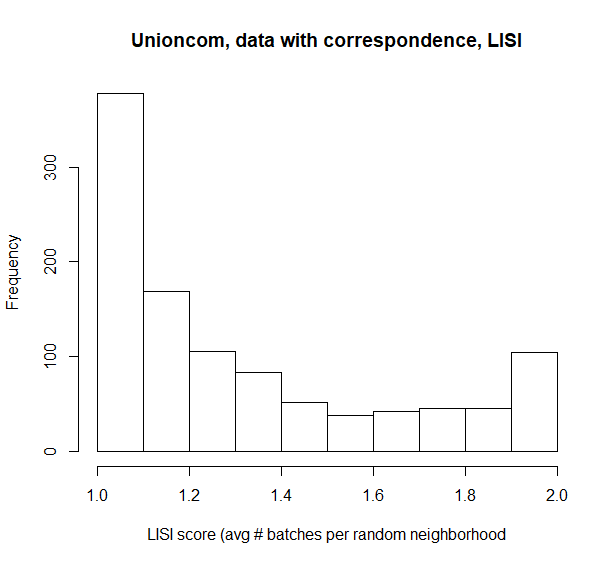 Unioncom, data with correspondence, LISI
Frequency
300
200
100
0
1.0 1.2 1.4 1.6 1.8 2.0
LISI score (avg # batches per random neighborhood